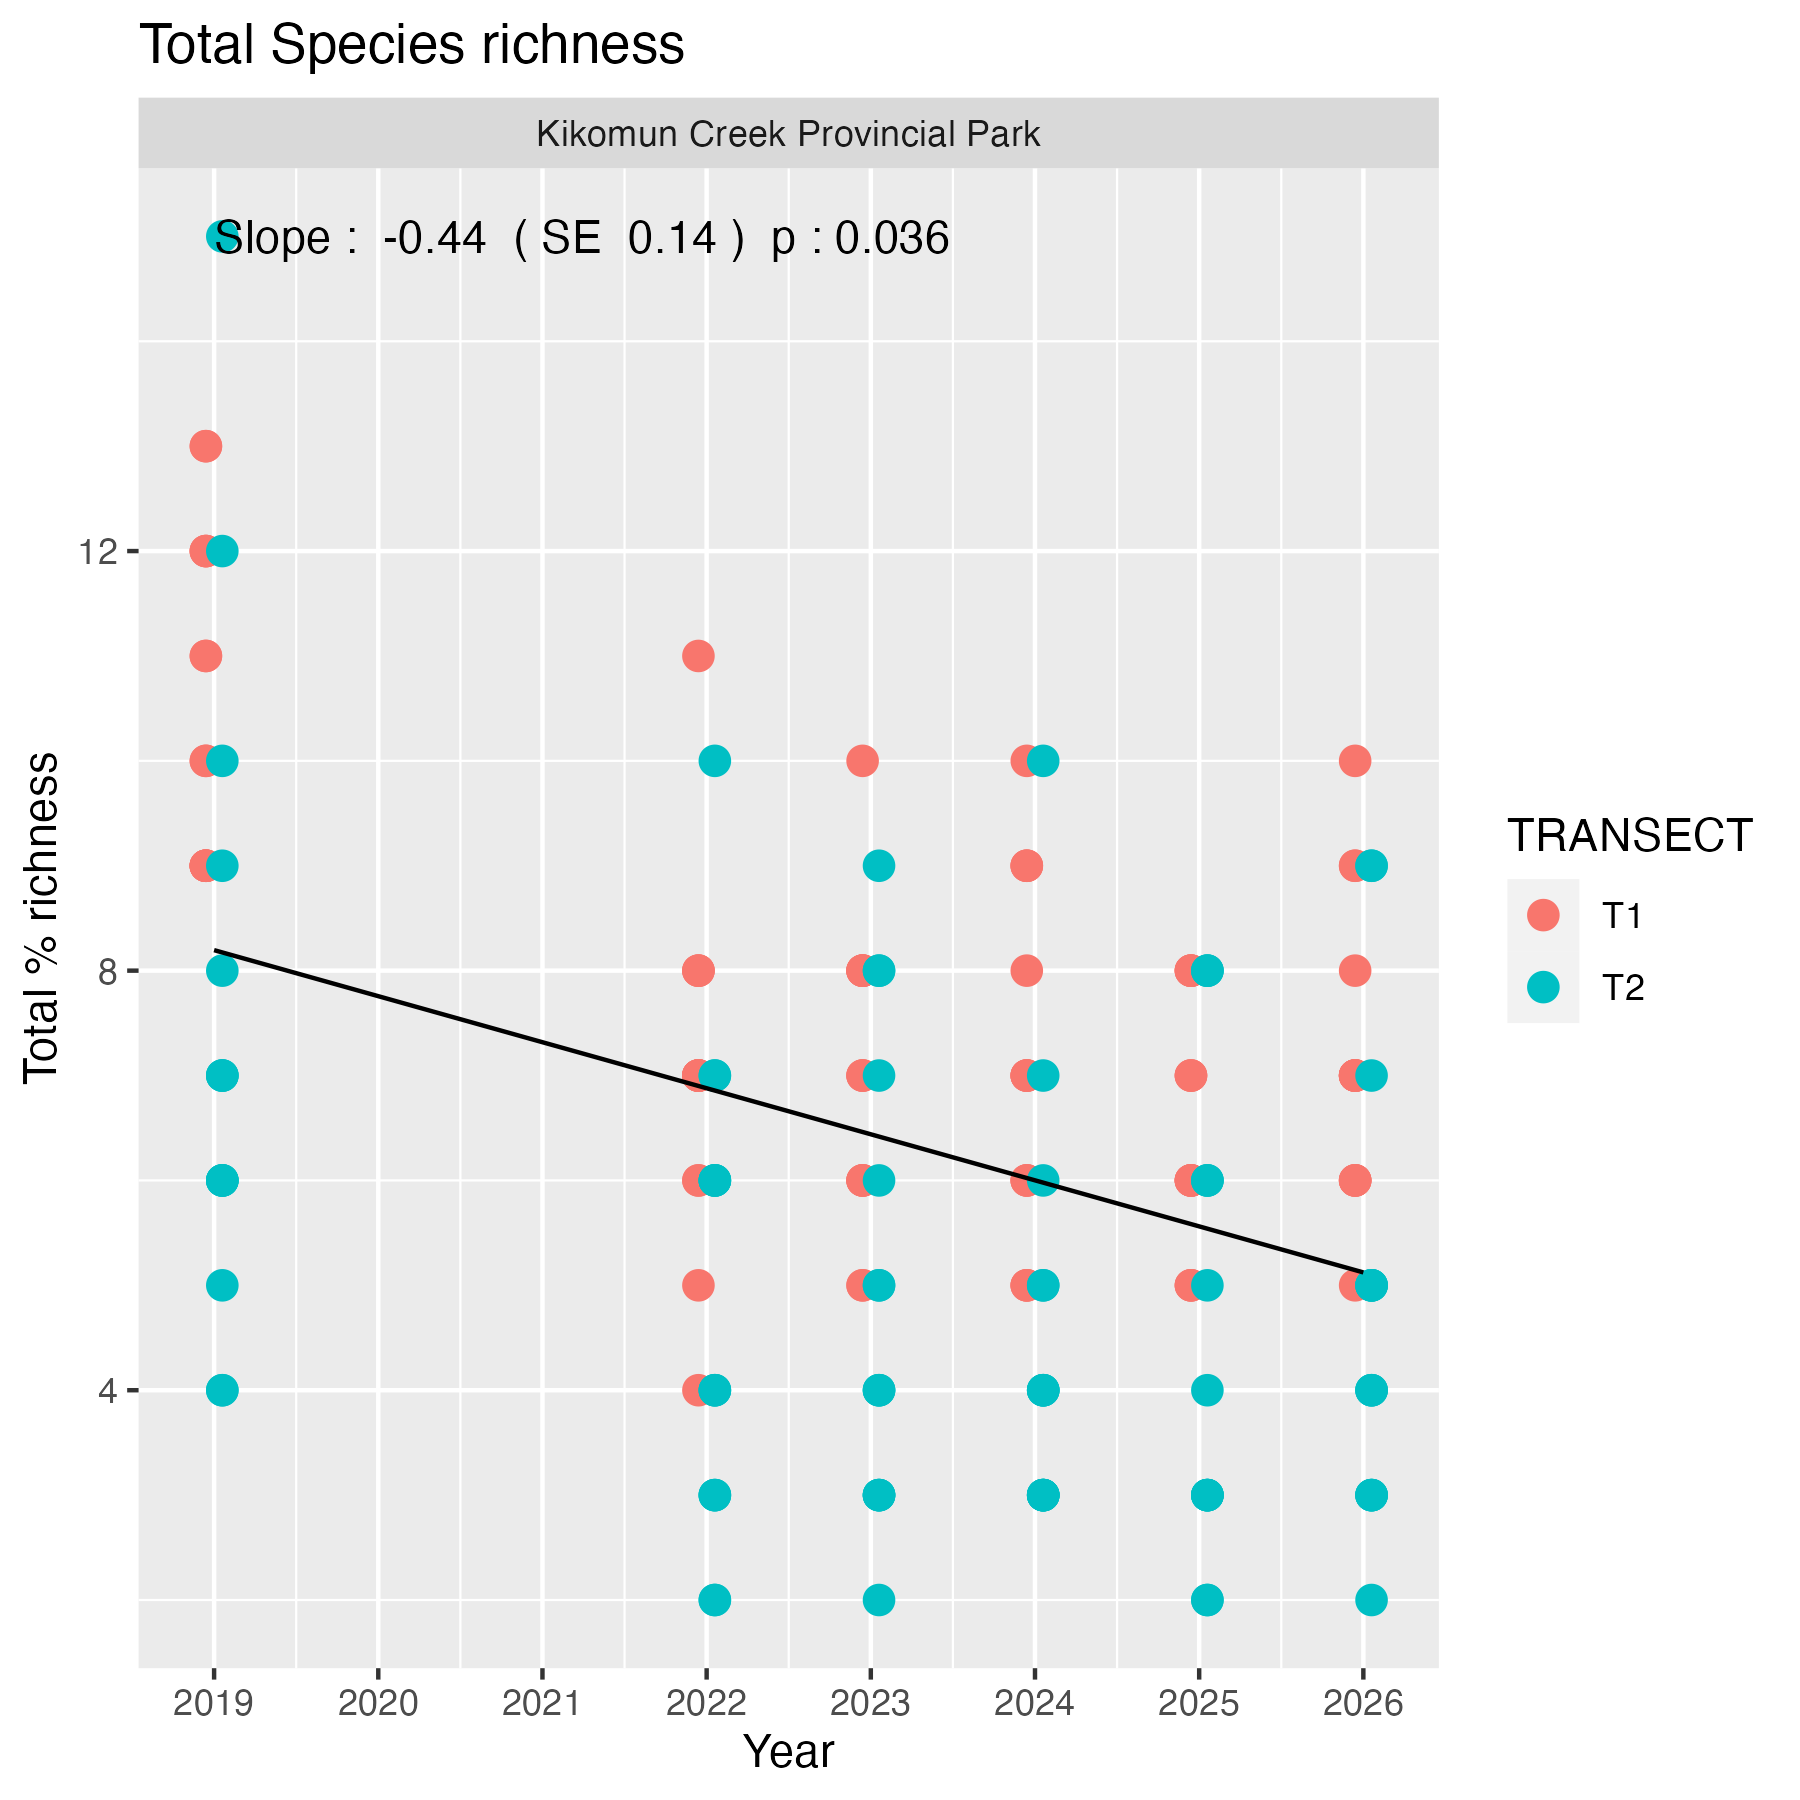 Total Species richness
Kikomun Creek Provincial Park
Slope : -0.44 ( SE 0.14 ) p : 0.036
12
8
4
Total % richness
2019 2020 2021 2022 2023 2024 2025 2026
Year
TRANSECT
T1
T2